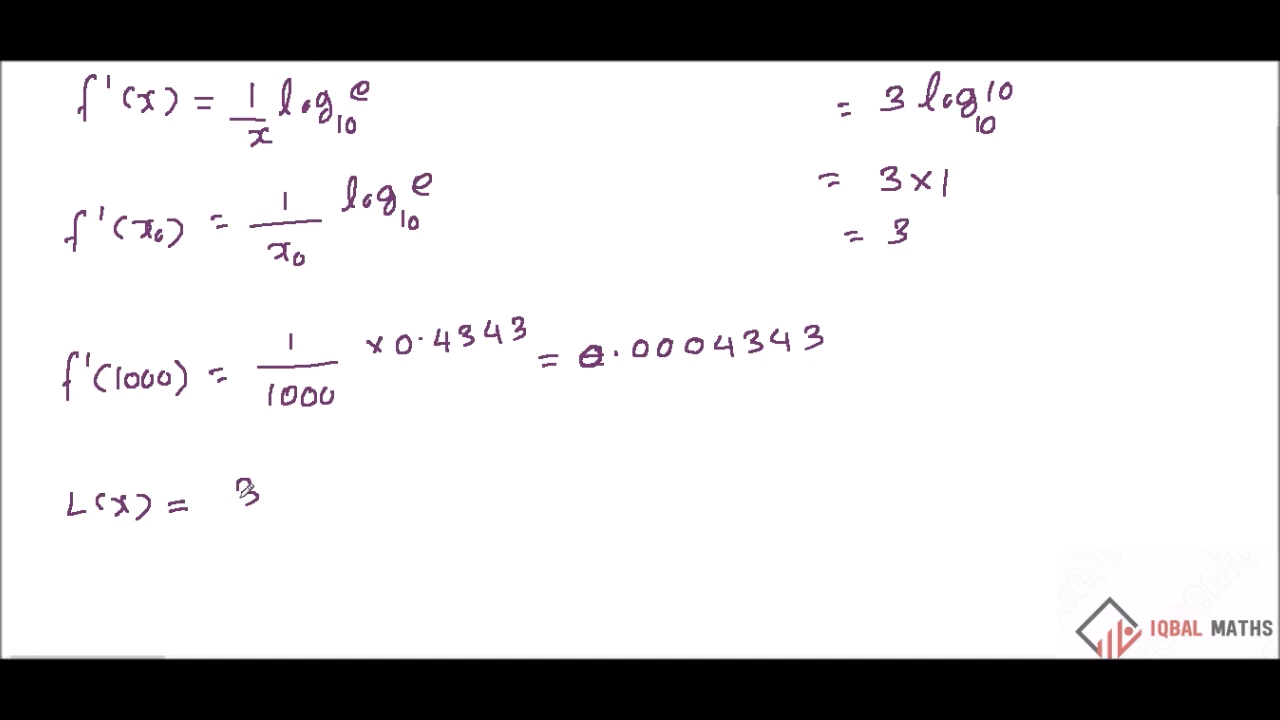 f'(x) = 1/x log₁₀ e
f'(x₀) = 1/x₀ log₁₀ e
f'(1000) = 1/1000 × 0.4343 = 0.0004343
L(x) = 3
= 3 log₁₀ 10
= 3 × 1
= 3
IQBAL MATHS